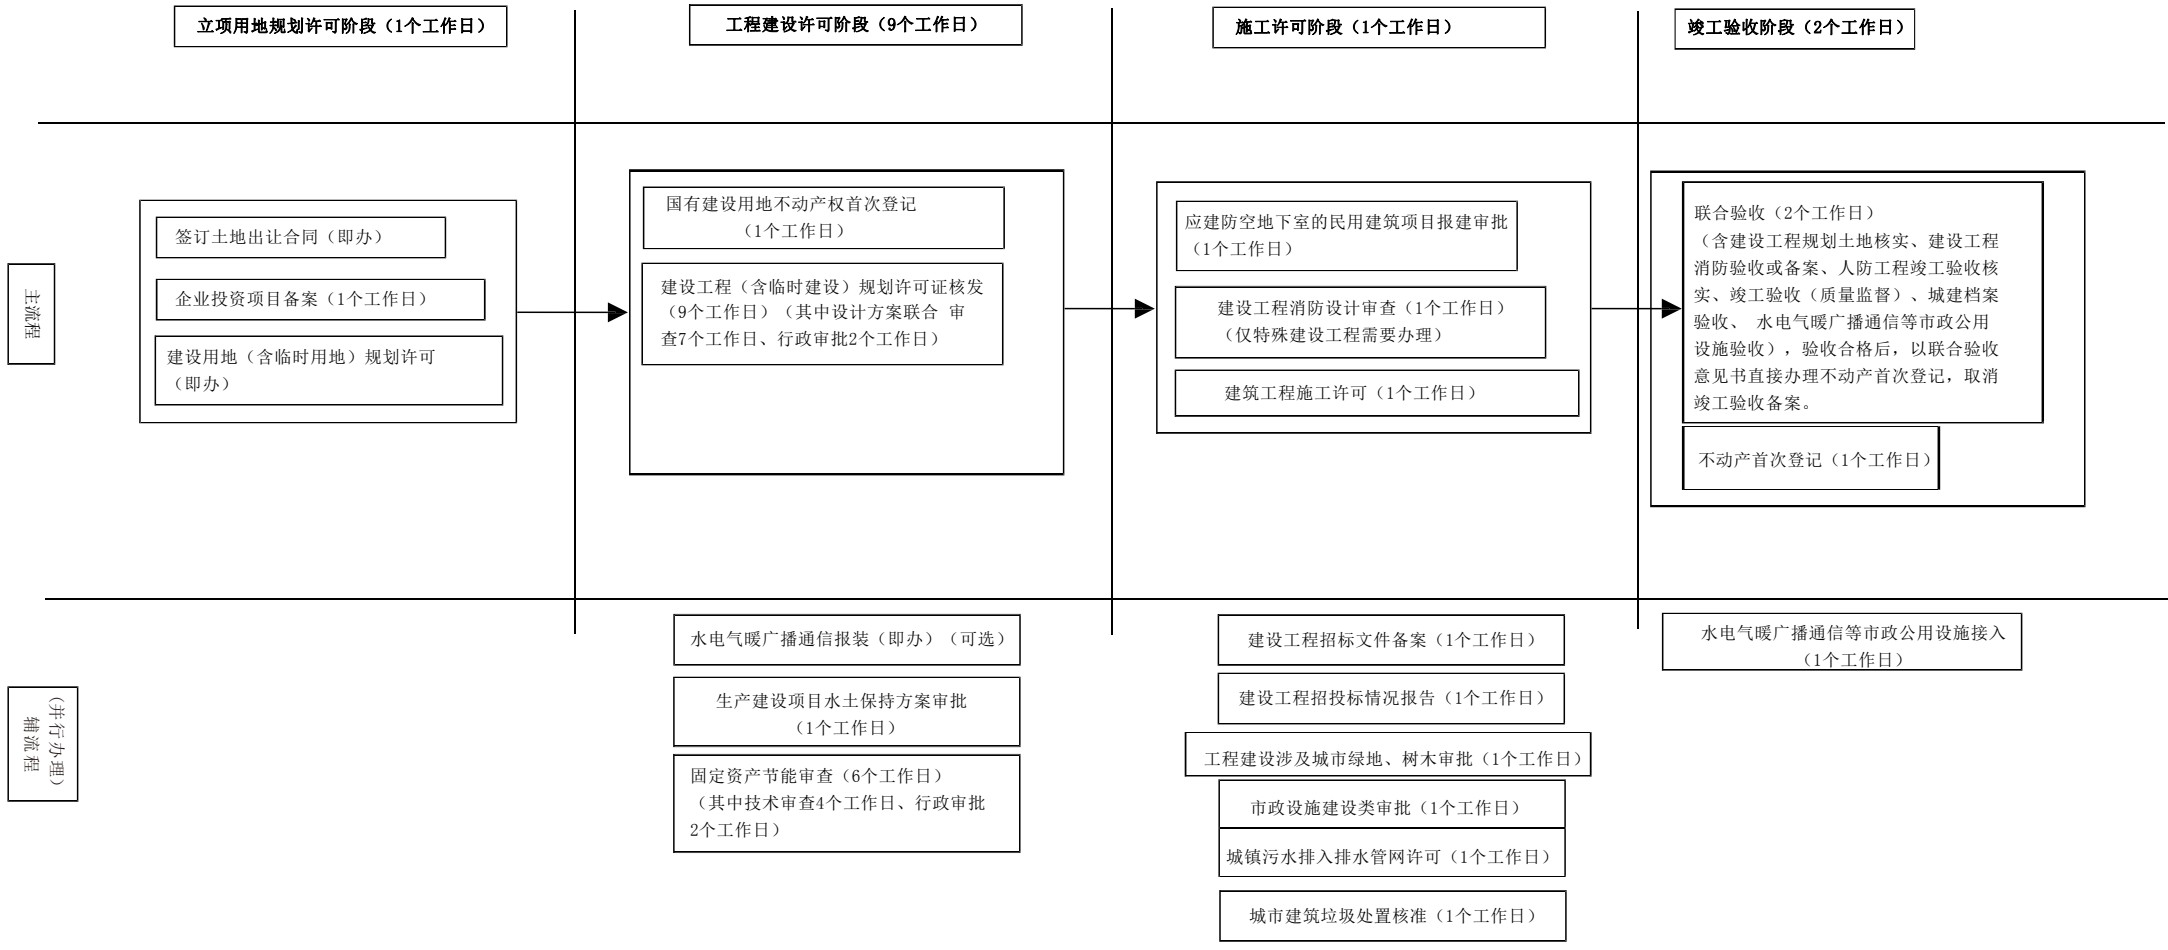 立项用地规划许可阶段（1个工作日）
工程建设许可阶段（9个工作日）
施工许可阶段（1个工作日）
竣工验收阶段（2个工作日）
主流程
签订土地出让合同（即办）
企业投资项目备案（1个工作日）
建设用地（含临时用地）规划许可
（即办）
国有建设用地不动产权首次登记
（1个工作日）
建设工程（含临时建设）规划许可证核发
（9个工作日）（其中设计方案联合 审
查7个工作日、行政审批2个工作日）
应建防空地下室的民用建筑项目报建审批
（1个工作日）
建设工程消防设计审查（1个工作日）
（仅特殊建设工程需要办理）
建筑工程施工许可（1个工作日）
联合验收（2个工作日）
（含建设工程规划土地核实、建设工程
消防验收或备案、人防工程竣工验收核
实、竣工验收（质量监督）、城建档案
验收、 水电气暖广播通信等市政公用
设施验收），验收合格后，以联合验收
意见书直接办理不动产首次登记，取消
竣工验收备案。
不动产首次登记（1个工作日）
（并行办理）
辅流程
水电气暖广播通信报装（即办）（可选）
生产建设项目水土保持方案审批
（1个工作日）
固定资产节能审查（6个工作日）
（其中技术审查4个工作日、行政审批
2个工作日）
建设工程招标文件备案（1个工作日）
建设工程招投标情况报告（1个工作日）
工程建设涉及城市绿地、树木审批（1个工作日）
市政设施建设类审批（1个工作日）
城镇污水排入排水管网许可（1个工作日）
城市建筑垃圾处置核准（1个工作日）
水电气暖广播通信等市政公用设施接入
（1个工作日）